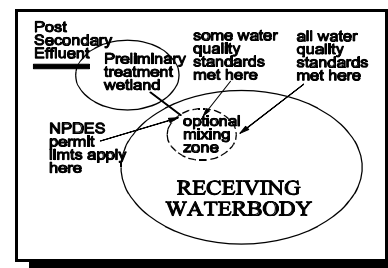 Post
Secondary
Effluent
Preliminary
treatment
wetland
some water
quality
standards
met here
all water
quality
standards
met here
NPDES
permit
limts apply
here
optional
mixing
zone
RECEIVING
WATERBODY